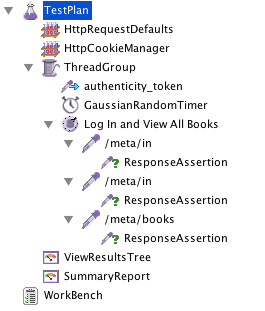 TestPlan
HttpRequestDefaults
HttpCookieManager
ThreadGroup
authenticity_token
GaussianRandomTimer
Log In and View All Books
/meta/in
ResponseAssertion
/meta/in
ResponseAssertion
/meta/books
ResponseAssertion
ViewResultsTree
SummaryReport
WorkBench